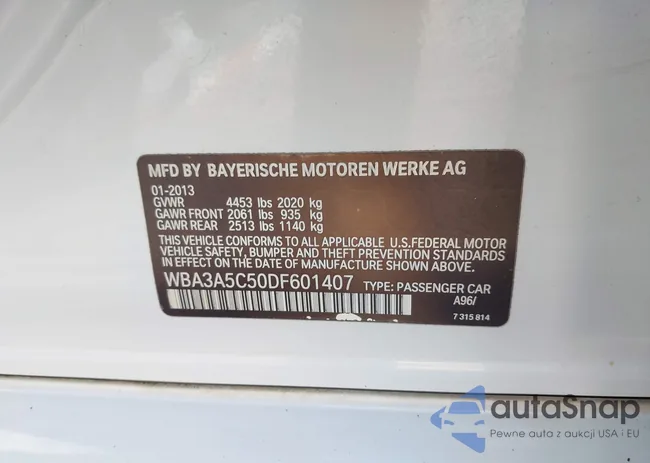 MFD BY BAYERISCHE MOTOREN WERKE AG
01-2013
GVWR 4453 lbs 2020 kg
GAWR FRONT 2061 lbs 935 kg
GAWR REAR 2513 lbs 1140 kg
THIS VEHICLE CONFORMS TO ALL APPLICABLE U.S.FEDERAL MOTOR
VEHICLE SAFETY, BUMPER AND THEFT PREVENTION STANDARDS
IN EFFECT ON THE DATE OF MANUFACTURE SHOWN ABOVE.
WBA3A5C50DF601407 TYPE: PASSENGER CAR
A96/
7 315 814
autaSnap
Pewne auta z aukcji USA i EU